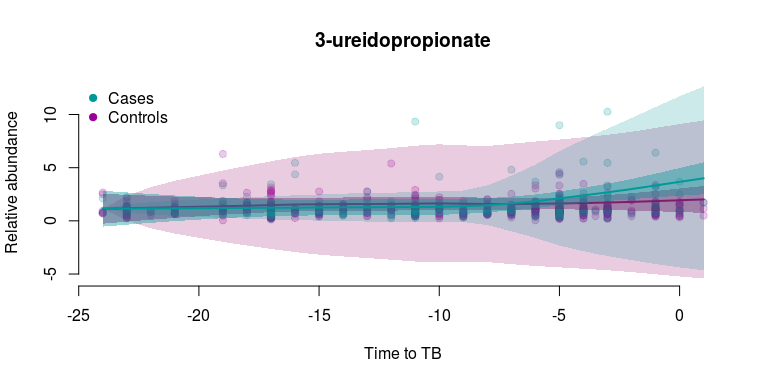 3-ureidopropionate
Cases
Controls
Relative abundance
10
5
0
-5
-25
-20
-15
-10
-5
0
Time to TB